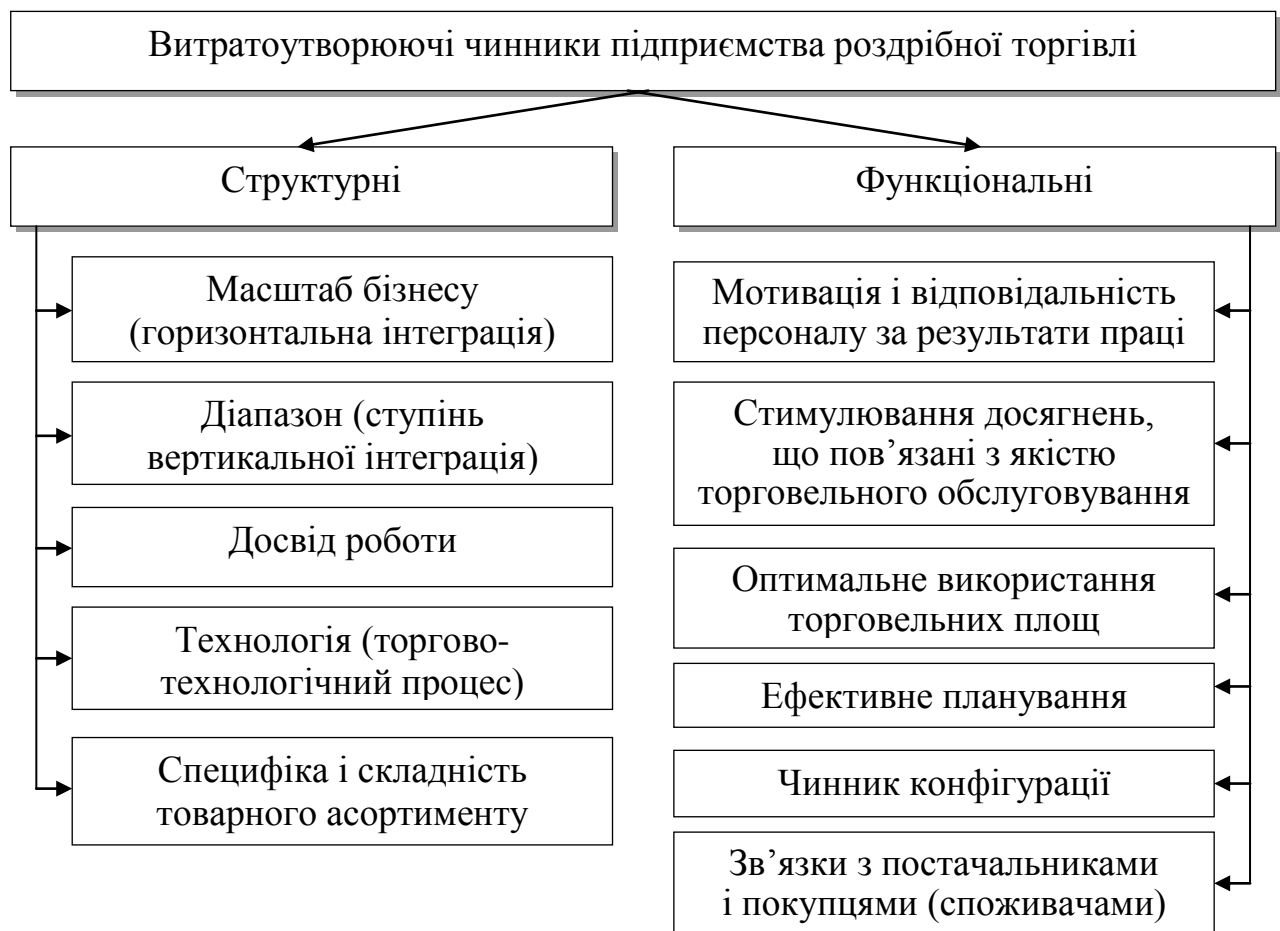 Витратоутворюючі чинники підприємства роздрібної торгівлі
Структурні
Масштаб бізнесу
(горизонтальна інтеграція)
Діапазон (ступінь
вертикальної інтеграція)
Досвід роботи
Технологія (торгово-
технологічний процес)
Специфіка і складність
товарного асортименту
Функціональні
Мотивація і відповідальність
персоналу за результати праці
Стимулювання досягнень,
що пов’язані з якістю
торговельного обслуговування
Оптимальне використання
торговельних площ
Ефективне планування
Чинник конфігурації
Зв’язки з постачальниками
і покупцями (споживачами)